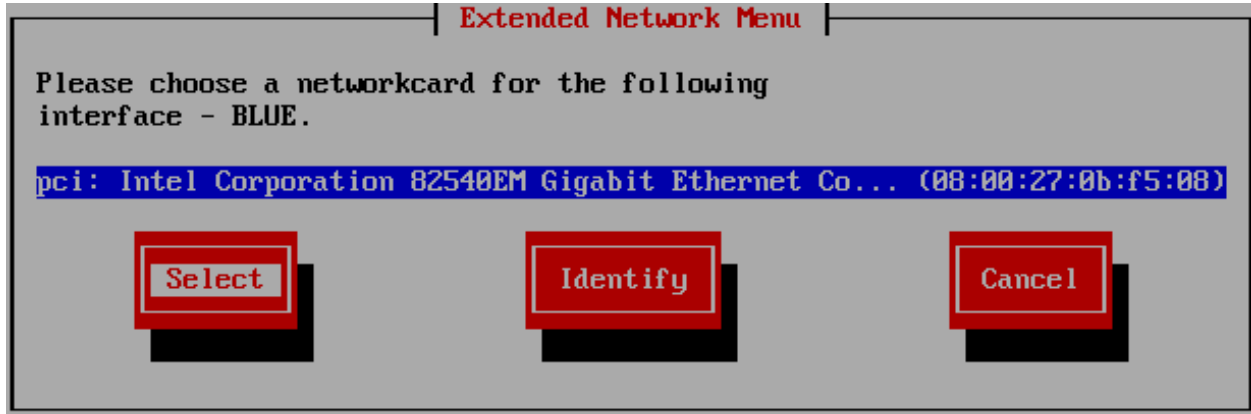 Extended Network Menu
Please choose a networkcard for the following
interface - BLUE.
pci: Intel Corporation 82540EM Gigabit Ethernet Co... (08:00:27:0b:f5:08)
Select Identify Cancel